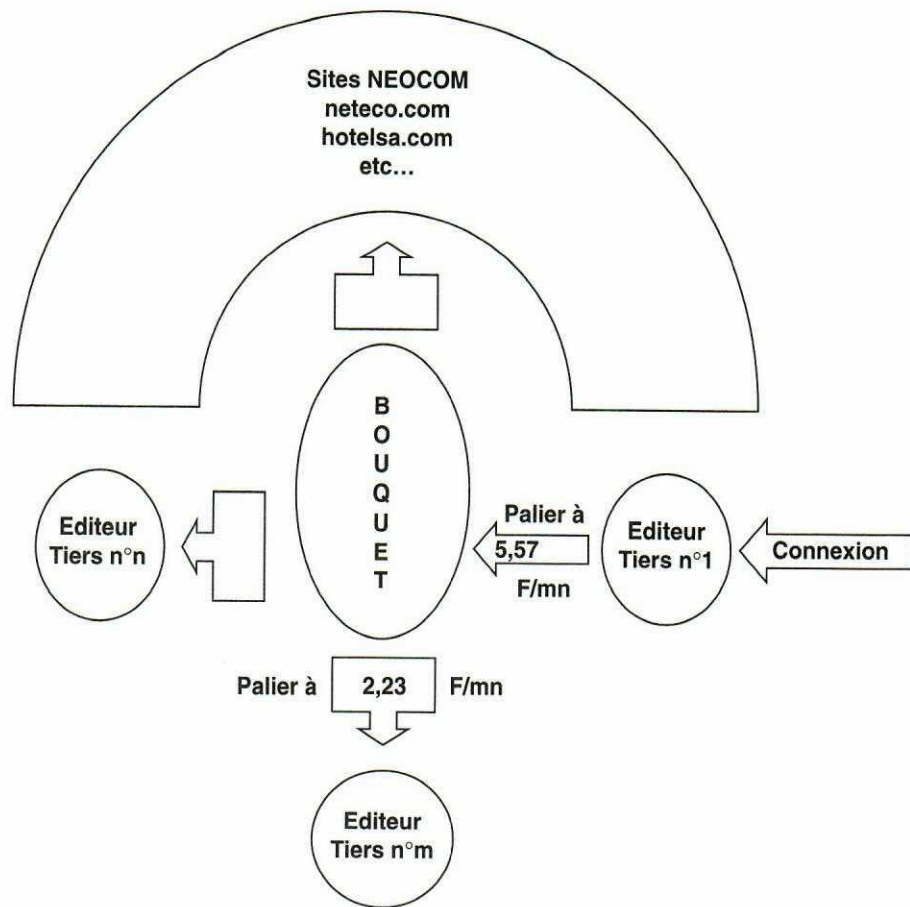 Sites NEOCOM
neteco.com
hotelsa.com
etc...
B
O
U
Q
U
E
T
Editeur
Tiers n°n
Palier à
5,57
F/mn
Editeur
Tiers n°1
Connexion
Palier à 2,23 F/mn
Editeur
Tiers n°m